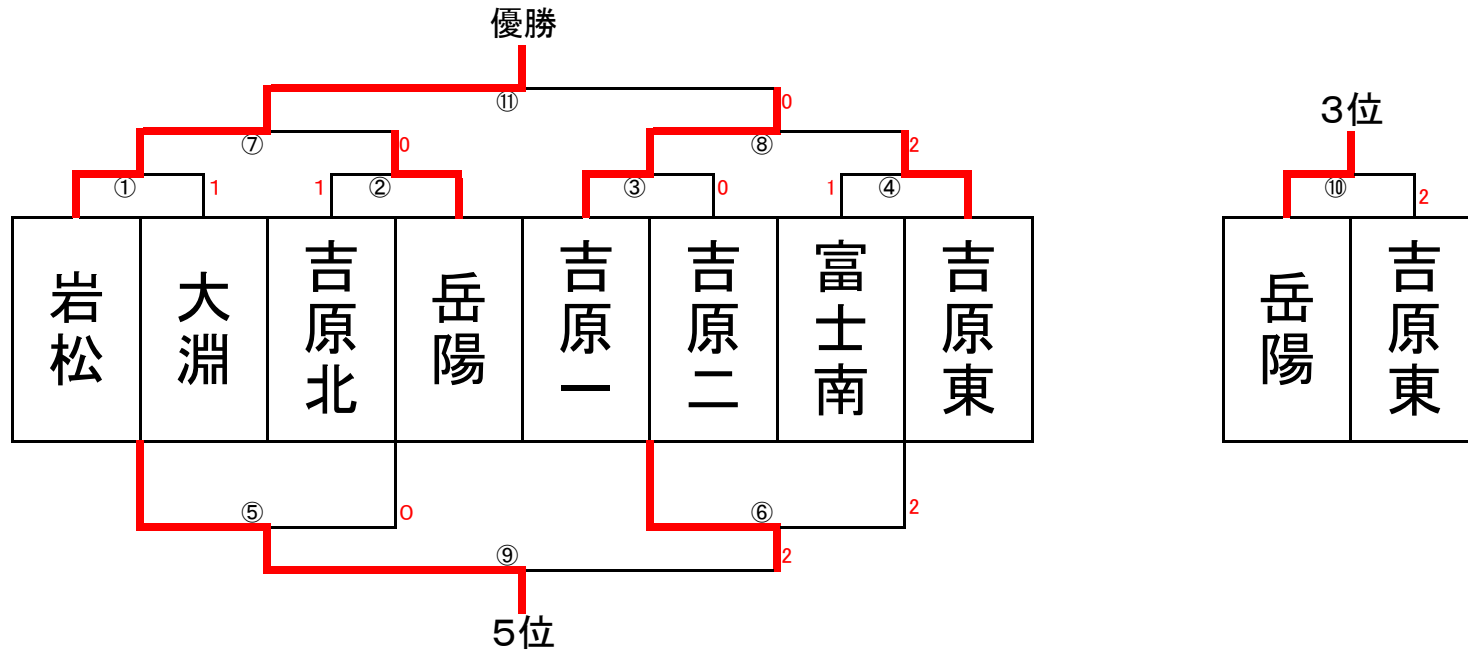 優勝
⑪
0
3位
⑦
0
⑧
2
①
1
1
②
③
0
1
④
⑩
2
岩松
大淵
吉原北
岳陽
吉原一
吉原二
富士南
吉原東
岳陽
吉原東
⑤
0
⑥
2
⑨
2
5位